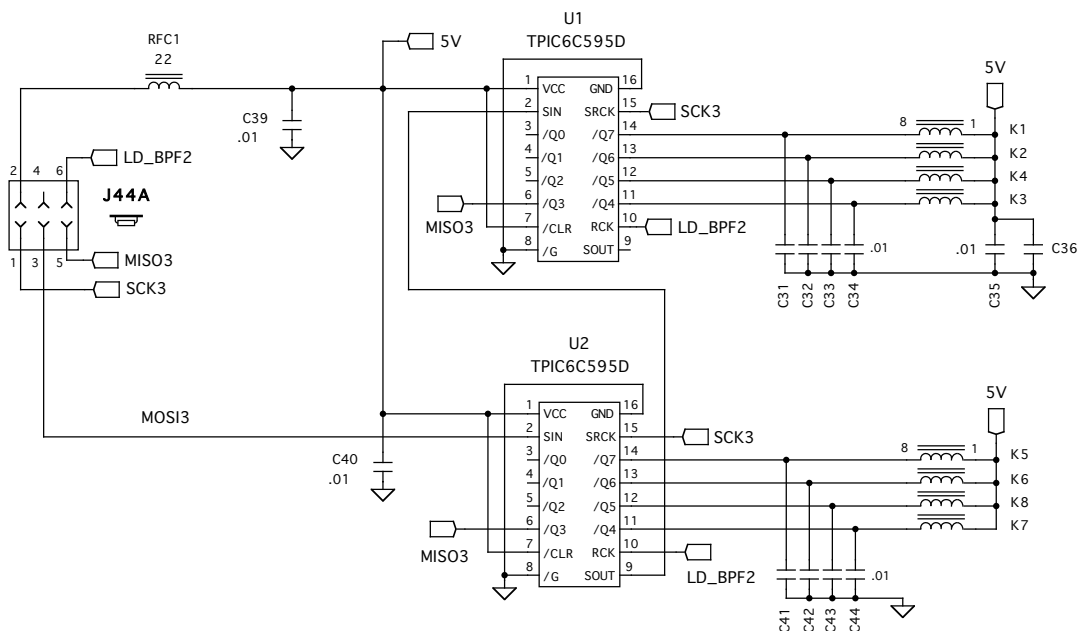 RFC1
22
5V
C39
.01
2 4 6
LD_BPF2
J44A
1 3 5
MISO3
SCK3
MOSI3
C40
.01
U1
TPIC6C595D
1 VCC GND 16
2 SIN SRCK 15 SCK3
3 /Q0 /Q7 14
4 /Q1 /Q6 13
5 /Q2 /Q5 12
6 /Q3 /Q4 11
MISO3
7 /CLR RCK 10 LD_BPF2
8 /G SOUT 9
5V
8 1 K1
K2
K4
K3
.01
.01
C36
C31
C32
C33
C34
C35
U2
TPIC6C595D
1 VCC GND 16
2 SIN SRCK 15 SCK3
3 /Q0 /Q7 14
4 /Q1 /Q6 13
5 /Q2 /Q5 12
6 /Q3 /Q4 11
MISO3
7 /CLR RCK 10
LD_BPF2
8 /G SOUT 9
5V
8 1 K5
K6
K8
K7
.01
C41
C42
C43
C44